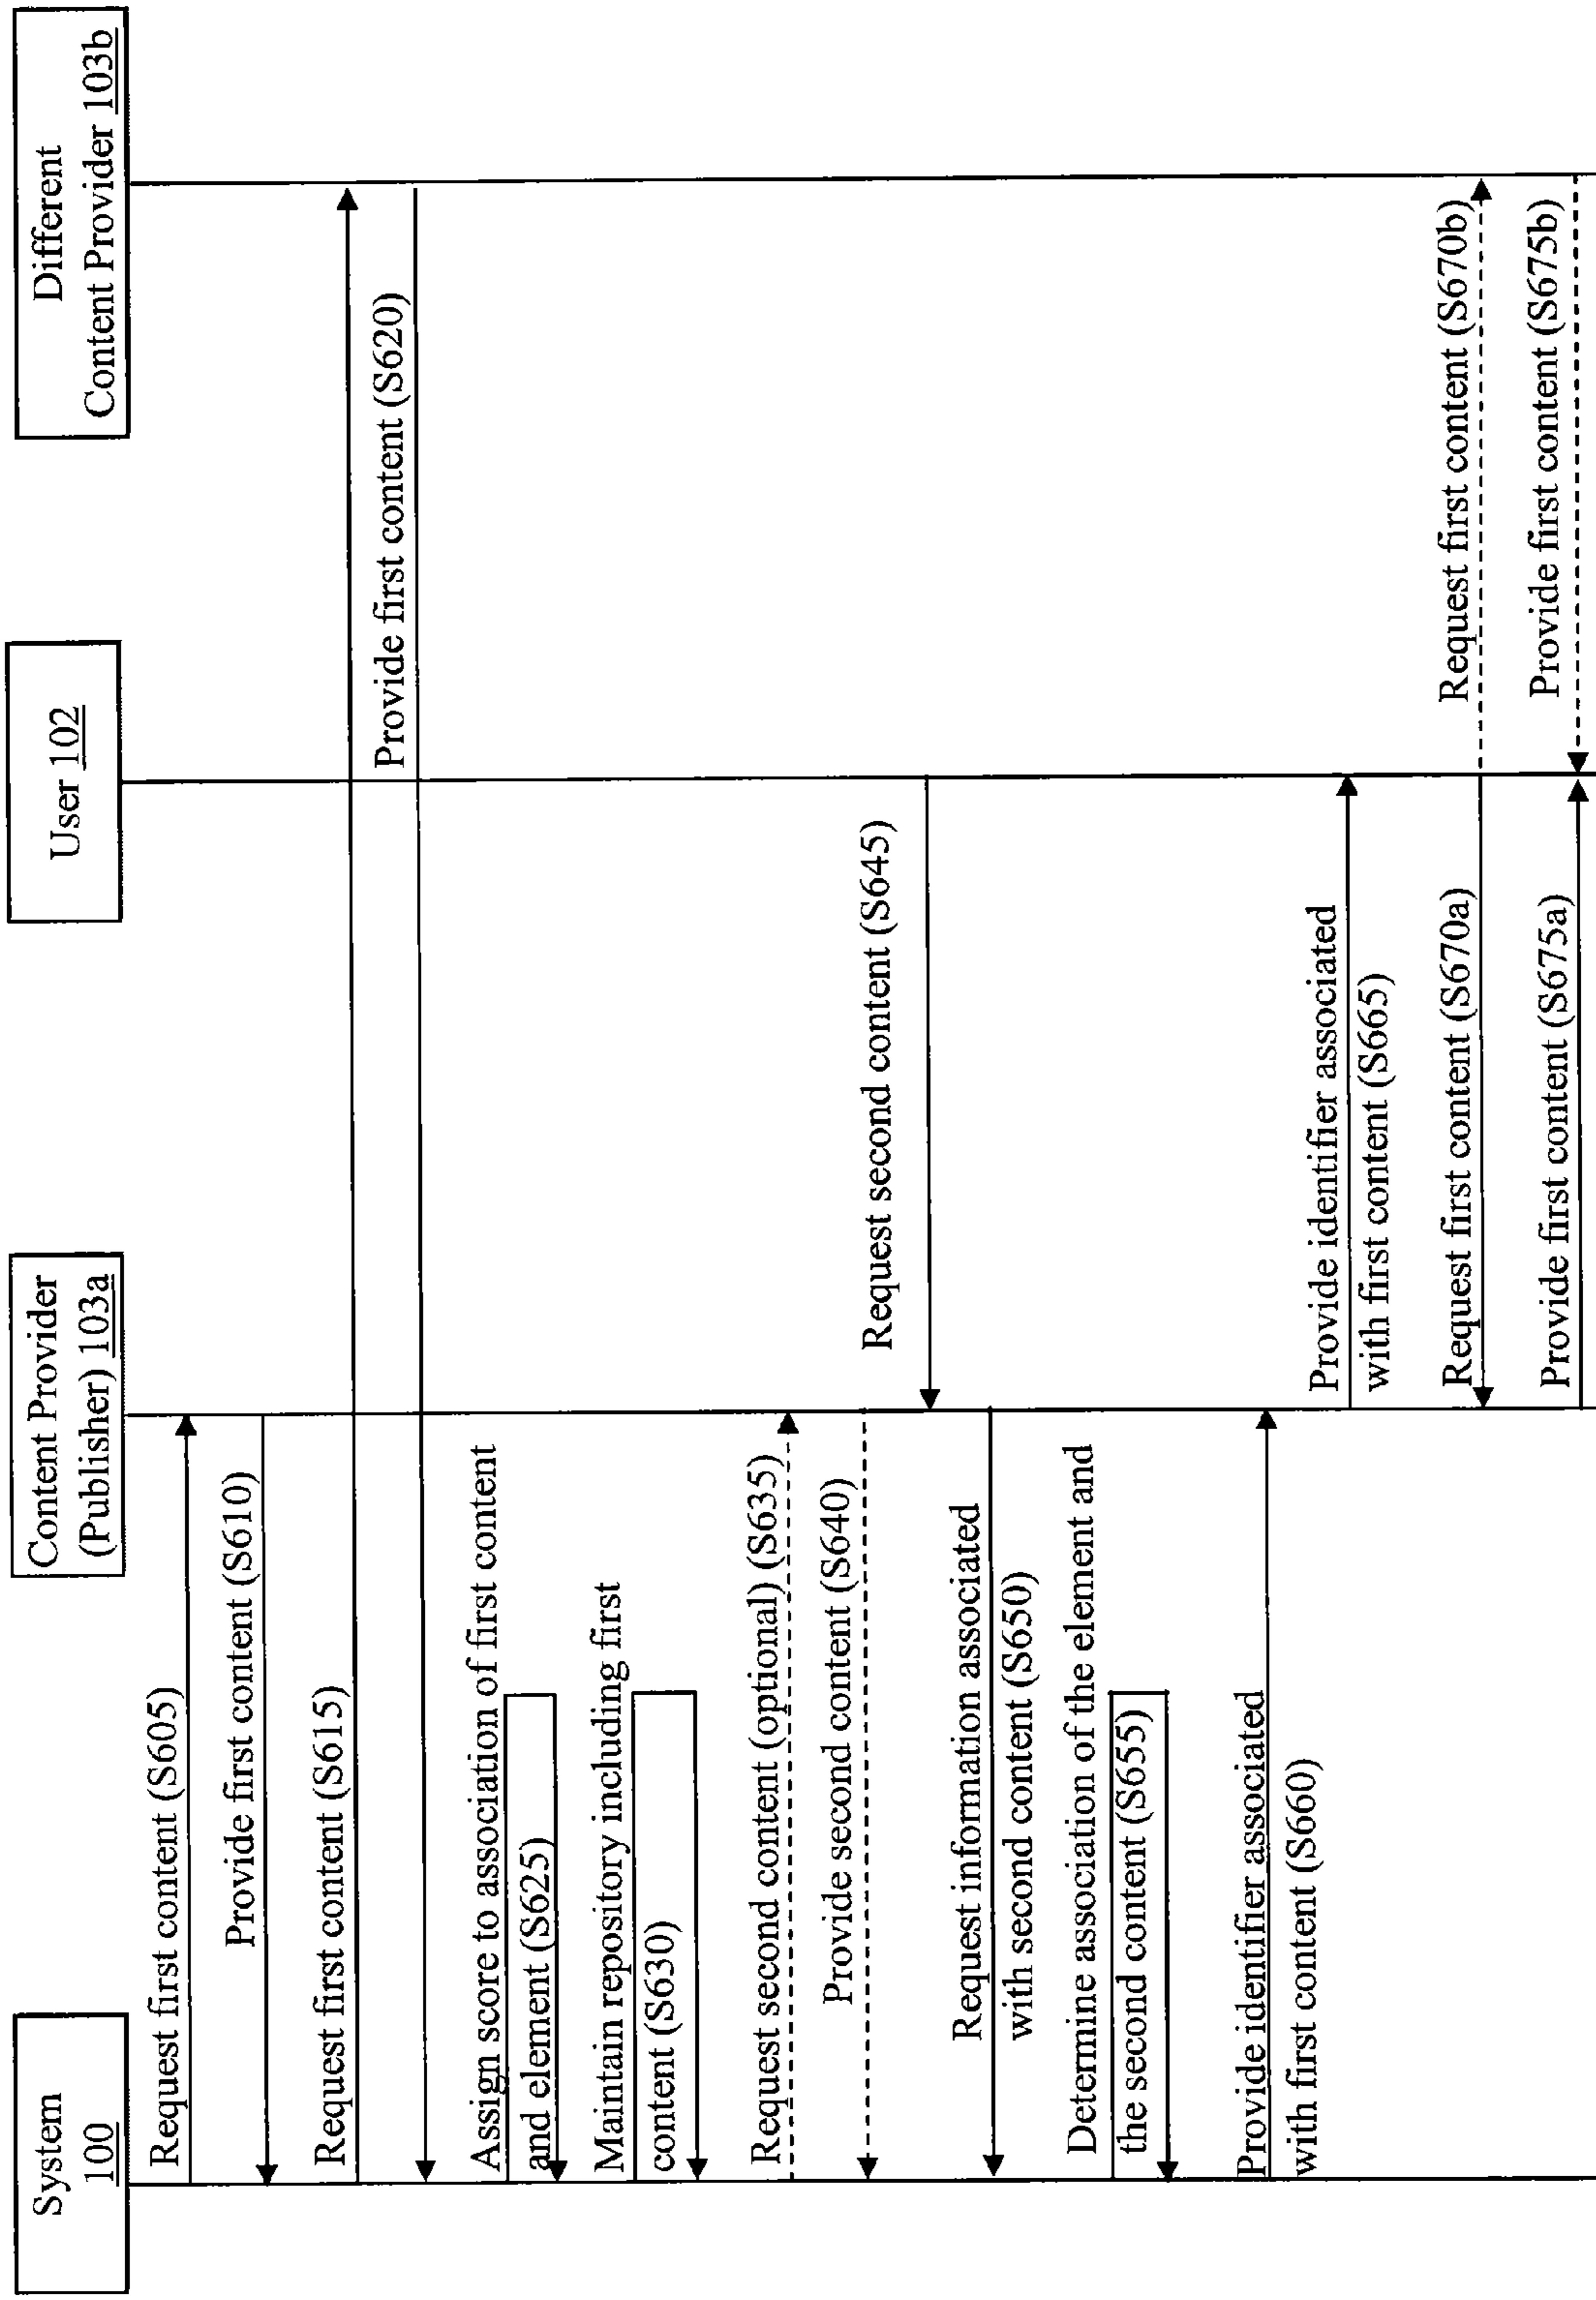 System
100
Content Provider
(Publisher) 103a
User 102
Different
Content Provider 103b
Request first content (S605)
Provide first content (S610)
Request first content (S615)
Provide first content (S620)
Assign score to association of first content
and element (S625)
Maintain repository including first
content (S630)
Request second content (optional) (S635)
Provide second content (S640)
Request second content (S645)
Request information associated
with second content (S650)
Determine association of the element and
the second content (S655)
Provide identifier associated
with first content (S660)
Provide identifier associated
with first content (S665)
Request first content (S670a)
Request first content (S670b)
Provide first content (S675a)
Provide first content (S675b)